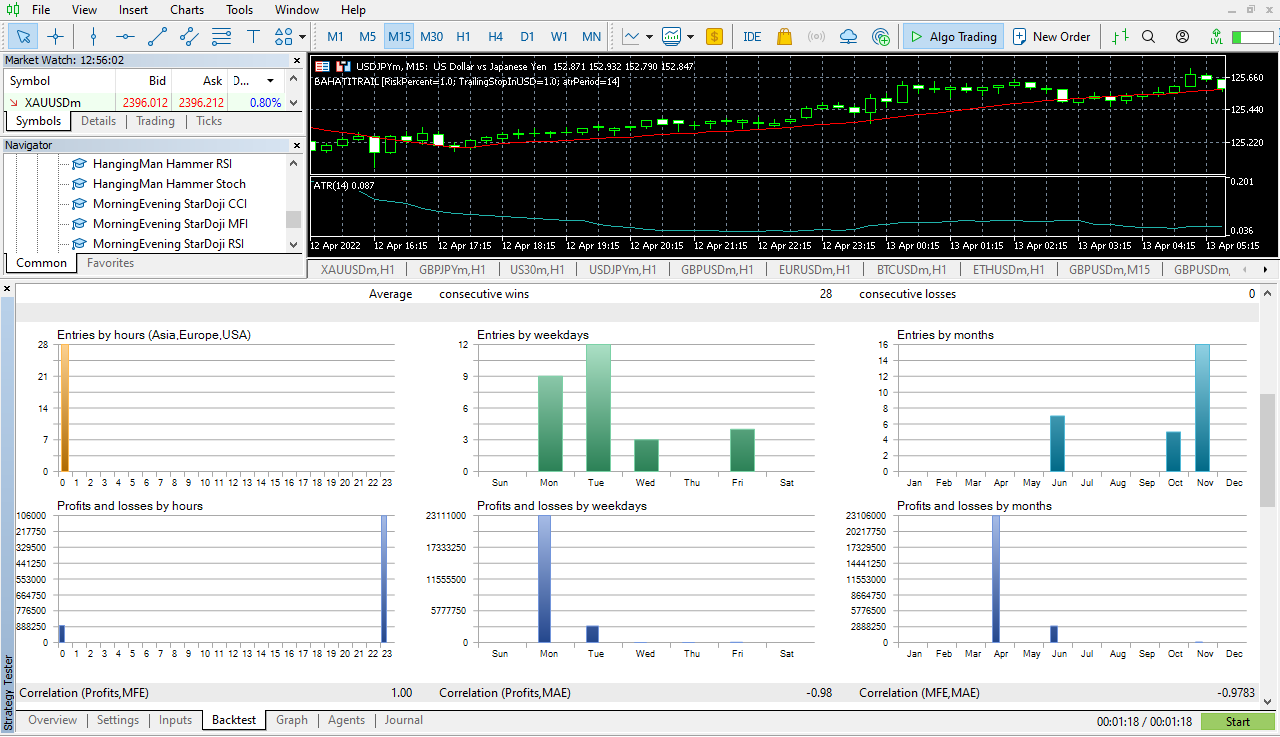 File View Insert Charts Tools Window Help
M1 M5 M15 M30 H1 H4 D1 W1 MN IDE Algo Trading New Order LVL
Market Watch: 12:56:02
Symbol Bid Ask D...
XAUUSDm 2396.012 2396.212 0.80%
Symbols Details Trading Ticks
Navigator
HangingMan Hammer RSI
HangingMan Hammer Stoch
MorningEvening StarDoji CCI
MorningEvening StarDoji MFI
MorningEvening StarDoji RSI
Common Favorites
USDJPYm, M15: US Dollar vs Japanese Yen 152.871 152.932 152.790 152.847
BAHATITRAIL [RiskPercent=1.0; TrailingStopInUSD=1.0; atrPeriod=14]
125.660
125.440
125.220
ATR(14) 0.087
0.201
0.036
12 Apr 2022 12 Apr 16:15 12 Apr 17:15 12 Apr 18:15 12 Apr 19:15 12 Apr 20:15 12 Apr 21:15 12 Apr 22:15 12 Apr 23:15 13 Apr 00:15 13 Apr 01:15 13 Apr 02:15 13 Apr 03:15 13 Apr 04:15 13 Apr 05:15
XAUUSDm,H1 GBPJPYm,H1 US30m,H1 USDJPYm,H1 GBPUSDm,H1 EURUSDm,H1 BTCUSDm,H1 ETHUSDm,H1 GBPUSDm,M15 GBPUSDm,
Average consecutive wins 28 consecutive losses 0
Entries by hours (Asia,Europe,USA)
28
21
14
7
0
0 1 2 3 4 5 6 7 8 9 10 11 12 13 14 15 16 17 18 19 20 21 22 23
Entries by weekdays
12
9
6
3
0
Sun Mon Tue Wed Thu Fri Sat
Entries by months
16
14
12
10
8
6
4
2
0
Jan Feb Mar Apr May Jun Jul Aug Sep Oct Nov Dec
Profits and losses by hours
106000
217750
329500
441250
553000
664750
776500
888250
0
0 1 2 3 4 5 6 7 8 9 10 11 12 13 14 15 16 17 18 19 20 21 22 23
Profits and losses by weekdays
23111000
17333250
11555500
5777750
0
Sun Mon Tue Wed Thu Fri Sat
Profits and losses by months
23106000
20217750
17329500
14441250
11553000
8664750
5776500
2888250
0
Jan Feb Mar Apr May Jun Jul Aug Sep Oct Nov Dec
Correlation (Profits,MFE) 1.00 Correlation (Profits,MAE) -0.98 Correlation (MFE,MAE) -0.9783
Strategy Tester
Overview Settings Inputs Backtest Graph Agents Journal 00:01:18 / 00:01:18 Start